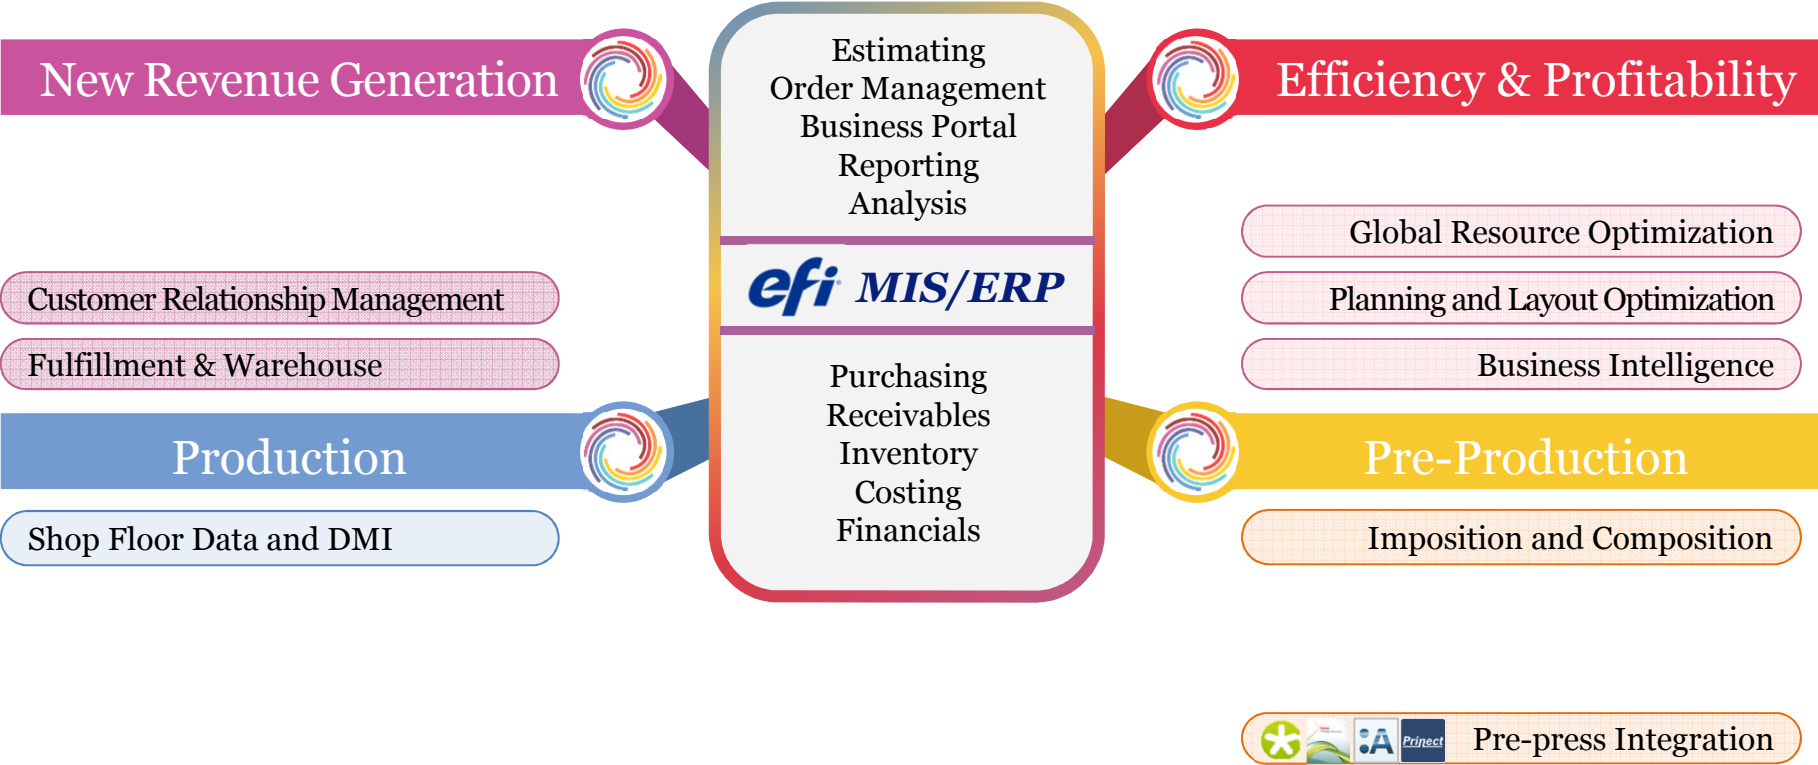 New Revenue Generation
Customer Relationship Management
Fulfillment & Warehouse
Production
Shop Floor Data and DMI
Estimating
Order Management
Business Portal
Reporting
Analysis
efi MIS/ERP
Purchasing
Receivables
Inventory
Costing
Financials
Efficiency & Profitability
Global Resource Optimization
Planning and Layout Optimization
Business Intelligence
Pre-Production
Imposition and Composition
:A Prinect Pre-press Integration